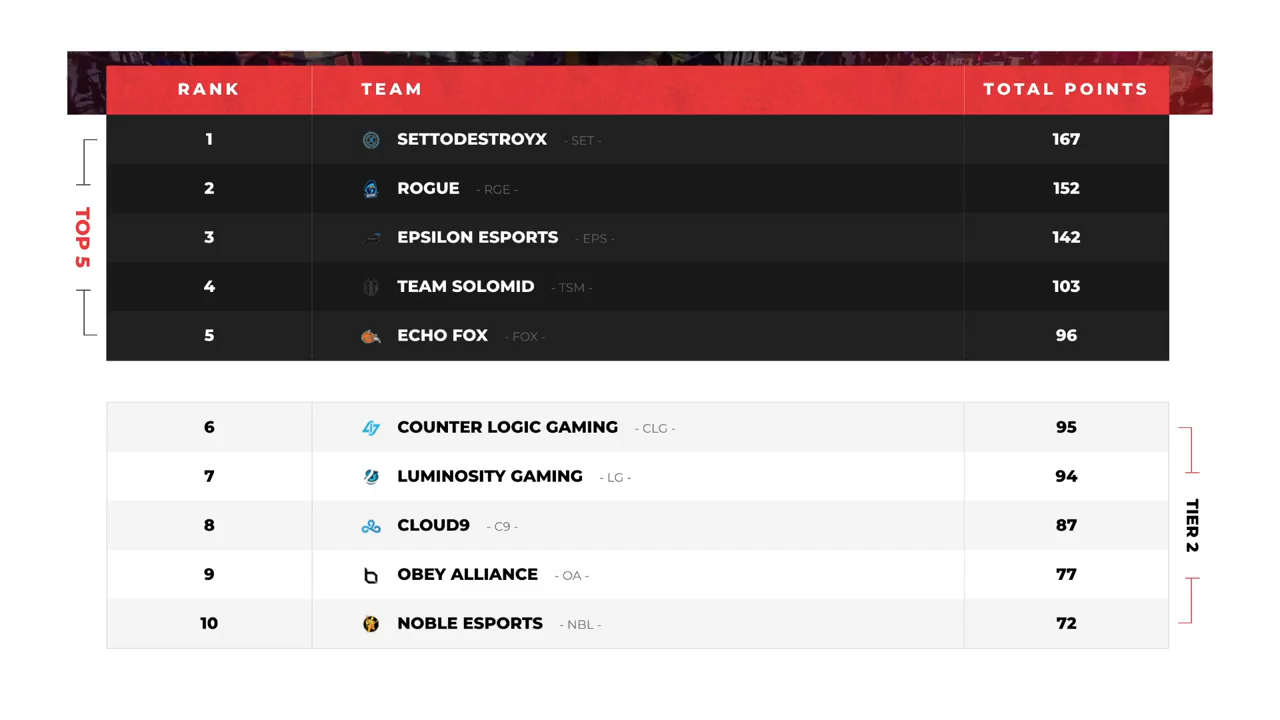 RANK TEAM TOTAL POINTS
1 SETTODESTROYX - SET - 167
2 ROGUE - RGE - 152
3 EPSILON ESPORTS - EPS - 142
4 TEAM SOLOMID - TSM - 103
5 ECHO FOX - FOX - 96
TOP 5
6 COUNTER LOGIC GAMING - CLG - 95
7 LUMINOSITY GAMING - LG - 94
8 CLOUD9 - C9 - 87
9 OBEY ALLIANCE - OA - 77
10 NOBLE ESPORTS - NBL - 72
TIER 2